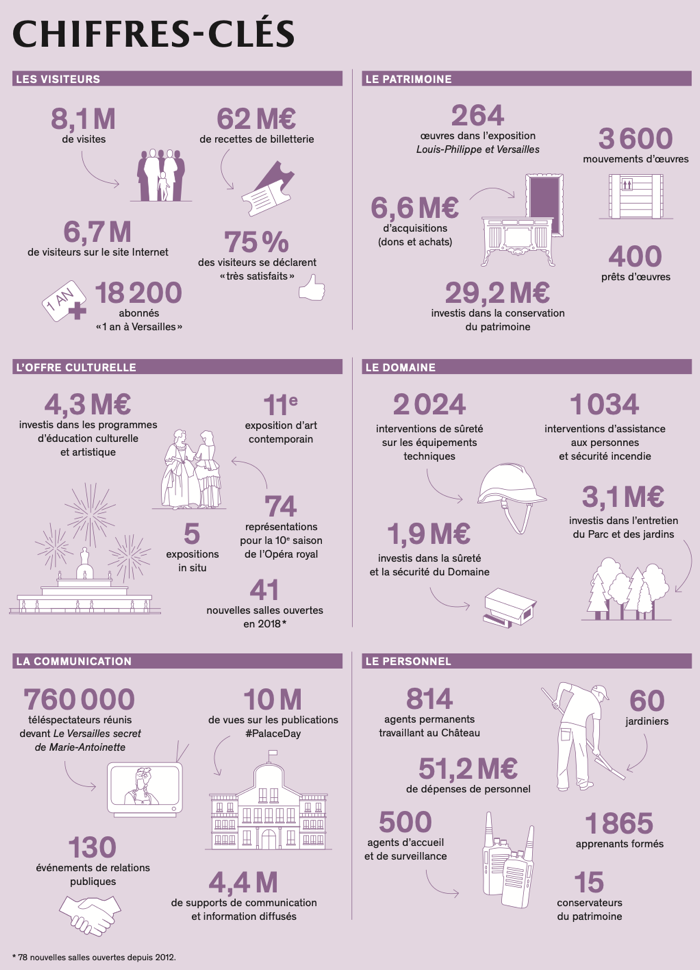 CHIFFRES-CLÉS
LES VISITEURS
8,1 M
de visites
62 M€
de recettes de billetterie
6,7 M
de visiteurs sur le site Internet
75 %
des visiteurs se déclarent
« très satisfaits »
1 AN
18 200
abonnés
« 1 an à Versailles »
LE PATRIMOINE
264
œuvres dans l'exposition
Louis-Philippe et Versailles
3 600
mouvements d'œuvres
6,6 M€
d'acquisitions
(dons et achats)
400
prêts d'œuvres
29,2 M€
investis dans la conservation
du patrimoine
L'OFFRE CULTURELLE
4,3 M€
investis dans les programmes
d'éducation culturelle
et artistique
11e
exposition d'art
contemporain
74
représentations
pour la 10e saison
de l'Opéra royal
5
expositions
in situ
41
nouvelles salles ouvertes
en 2018*
LE DOMAINE
2 024
interventions de sûreté
sur les équipements
techniques
1 034
interventions d'assistance
aux personnes
et sécurité incendie
3,1 M€
investis dans l'entretien
du Parc et des jardins
1,9 M€
investis dans la sûreté
et la sécurité du Domaine
LA COMMUNICATION
760 000
téléspectateurs réunis
devant Le Versailles secret
de Marie-Antoinette
10 M
de vues sur les publications
#PalaceDay
130
événements de relations
publiques
4,4 M
de supports de communication
et information diffusés
LE PERSONNEL
814
agents permanents
travaillant au Château
60
jardiniers
51,2 M€
de dépenses de personnel
500
agents d'accueil
et de surveillance
1 865
apprenants formés
15
conservateurs
du patrimoine
* 78 nouvelles salles ouvertes depuis 2012.